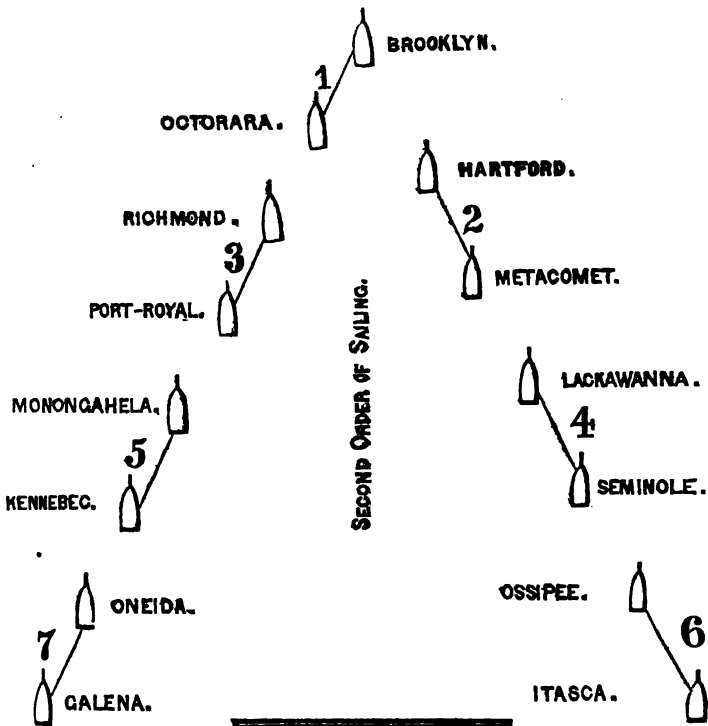 BROOKLYN.
1
OCTORARA.
HARTFORD.
RICHMOND.
2
3
METACOMET.
PORT-ROYAL.
SECOND ORDER OF SAILING.
LACKAWANNA.
MONONGAHELA.
4
5
SEMINOLE.
KENNEBEC.
OSSIPEE.
ONEIDA.
6
7
ITASCA.
GALENA.